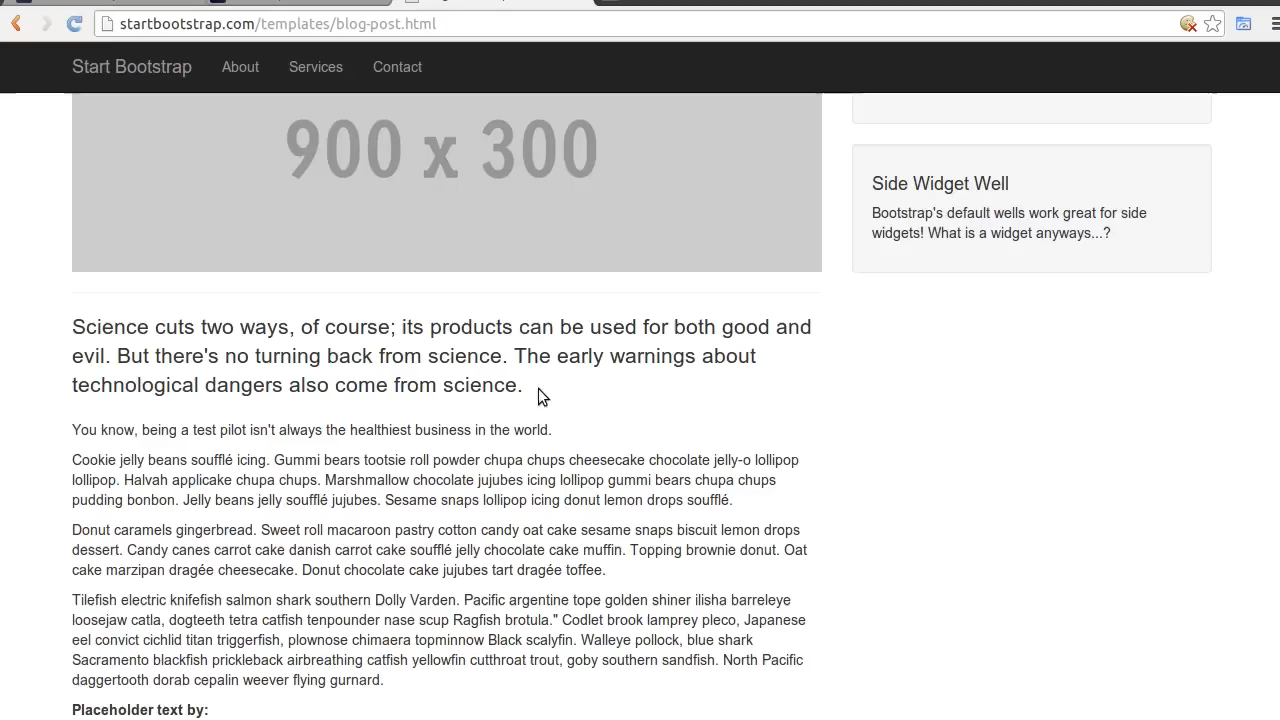 startbootstrap.com/templates/blog-post.html
Start Bootstrap About Services Contact
900 x 300
Side Widget Well
Bootstrap's default wells work great for side
widgets! What is a widget anyways...?
Science cuts two ways, of course; its products can be used for both good and
evil. But there's no turning back from science. The early warnings about
technological dangers also come from science.
You know, being a test pilot isn't always the healthiest business in the world.
Cookie jelly beans soufflé icing. Gummi bears tootsie roll powder chupa chups cheesecake chocolate jelly-o lollipop
lollipop. Halvah applicake chupa chups. Marshmallow chocolate jujubes icing lollipop gummi bears chupa chups
pudding bonbon. Jelly beans jelly soufflé jujubes. Sesame snaps lollipop icing donut lemon drops soufflé.
Donut caramels gingerbread. Sweet roll macaroon pastry cotton candy oat cake sesame snaps biscuit lemon drops
dessert. Candy canes carrot cake danish carrot cake soufflé jelly chocolate cake muffin. Topping brownie donut. Oat
cake marzipan dragée cheesecake. Donut chocolate cake jujubes tart dragée toffee.
Tilefish electric knifefish salmon shark southern Dolly Varden. Pacific argentine tope golden shiner ilisha barreleye
loosejaw catla, dogteeth tetra catfish tenpounder nase scup Ragfish brotula." Codlet brook lamprey pleco, Japanese
eel convict cichlid titan triggerfish, plownose chimaera topminnow Black scalyfin. Walleye pollock, blue shark
Sacramento blackfish prickleback airbreathing catfish yellowfin cutthroat trout, goby southern sandfish. North Pacific
daggertooth dorab cepalin weever flying gurnard.
Placeholder text by: